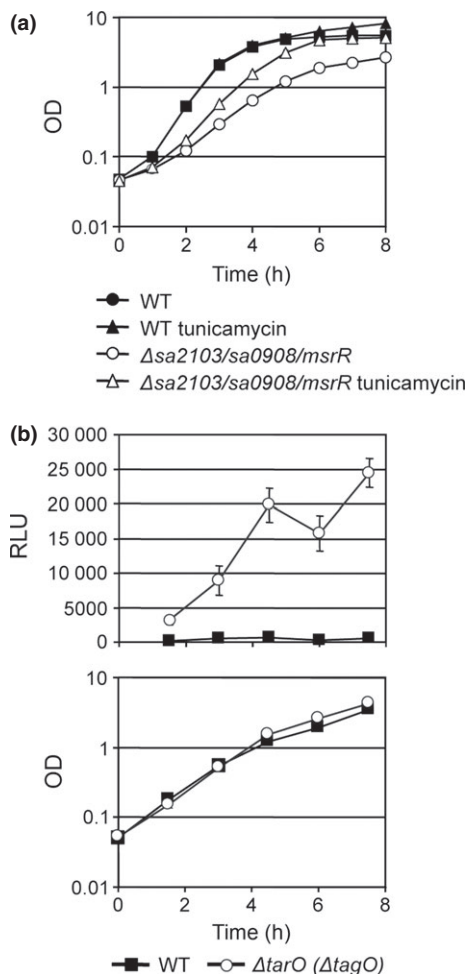 (a)
10
1
0.1
0.01
OD
0 2 4 6 8
Time (h)
WT
WT tunicamycin
Δsa2103/sa0908/msrR
Δsa2103/sa0908/msrR tunicamycin
(b)
30 000
25 000
20 000
15 000
10 000
5000
0
RLU
10
1
0.1
0.01
OD
0 2 4 6 8
Time (h)
WT ΔtarO (ΔtagO)